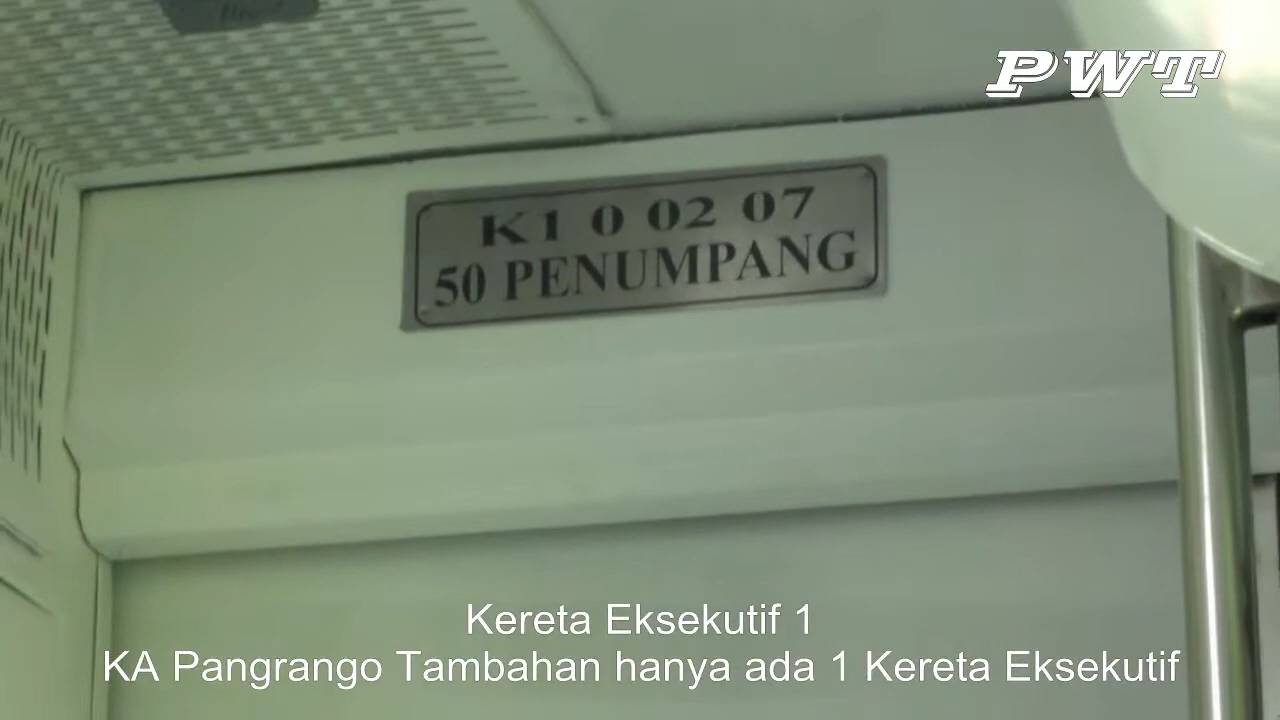 PWT
K1 0 02 07
50 PENUMPANG
Kereta Eksekutif 1
KA Pangrango Tambahan hanya ada 1 Kereta Eksekutif